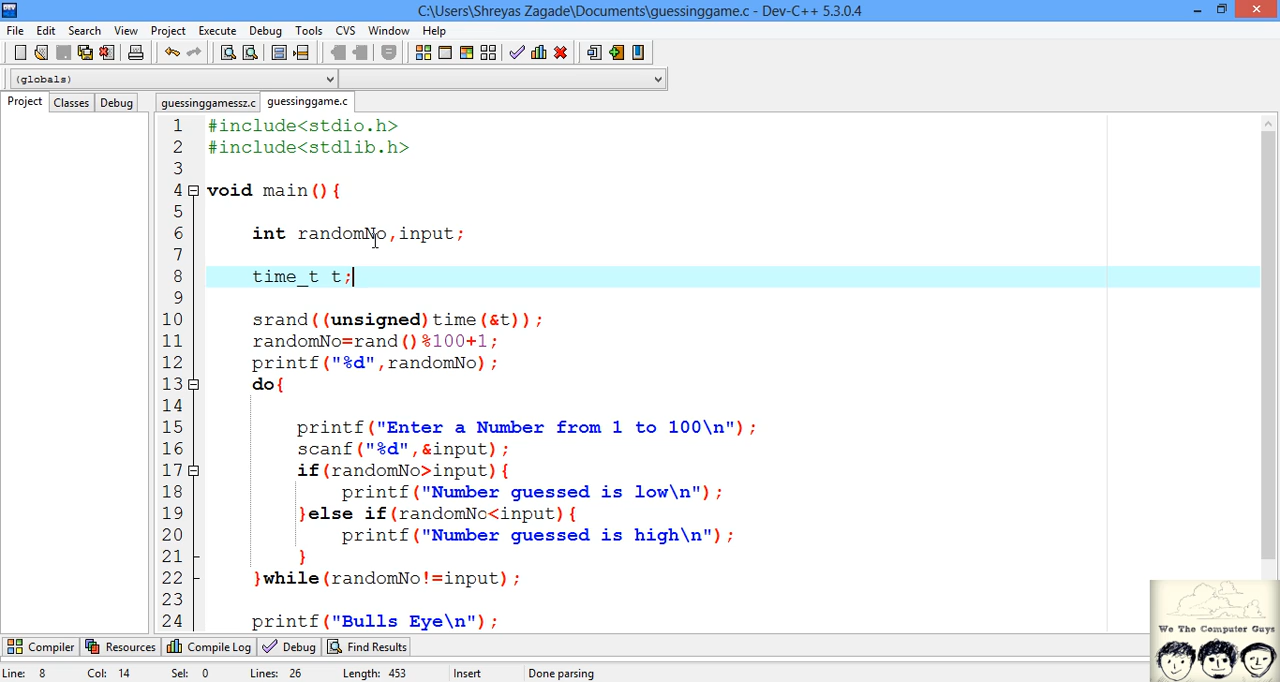 C:\Users\Shreyas Zagade\Documents\guessinggame.c - Dev-C++ 5.3.0.4
File Edit Search View Project Execute Debug Tools CVS Window Help
(globals)
Project Classes Debug guessinggamessz.c guessinggame.c
1 #include<stdio.h>
2 #include<stdlib.h>
3
4 void main(){
5
6 int randomNo,input;
7
8 time_t t;
9
10 srand((unsigned)time(&t));
11 randomNo=rand()%100+1;
12 printf("%d",randomNo);
13 do{
14
15 printf("Enter a Number from 1 to 100\n");
16 scanf("%d",&input);
17 if(randomNo>input){
18 printf("Number guessed is low\n");
19 }else if(randomNo<input){
20 printf("Number guessed is high\n");
21 }
22 }while(randomNo!=input);
23
24 printf("Bulls Eye\n");
We The Computer Guys
Compiler Resources Compile Log Debug Find Results
Line: 8 Col: 14 Sel: 0 Lines: 26 Length: 453 Insert Done parsing